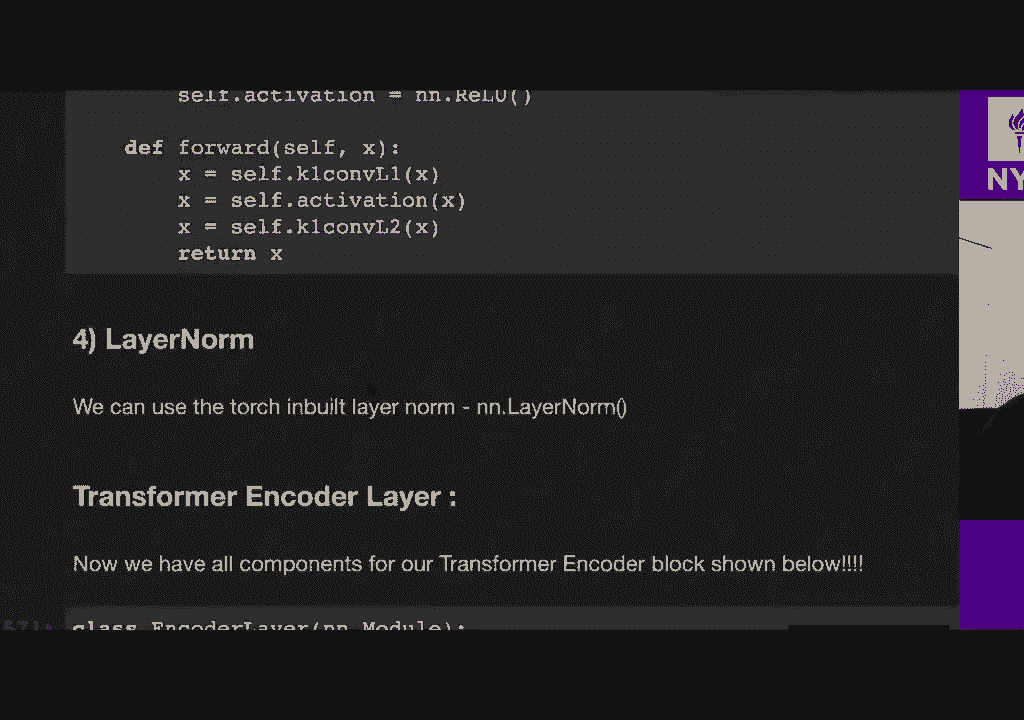 self.activation = nn.ReLU()
def forward(self, x):
x = self.k1convL1(x)
x = self.activation(x)
x = self.k1convL2(x)
return x
4) LayerNorm
We can use the torch inbuilt layer norm - nn.LayerNorm()
Transformer Encoder Layer :
Now we have all components for our Transformer Encoder block shown below!!!!
class EncoderLayer(nn.Module):
NY